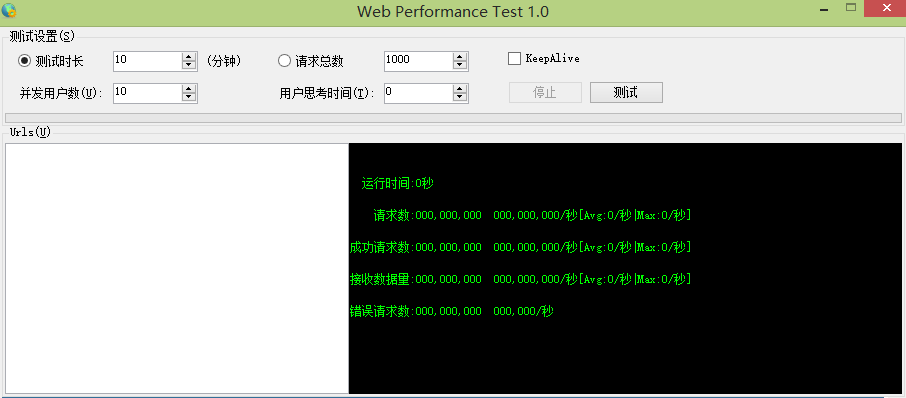 Web Performance Test 1.0
测试设置(S)
测试时长 10 (分钟) 请求总数 1000 KeepAlive
并发用户数(U): 10 用户思考时间(T): 0 停止 测试
Urls(U)
运行时间:0秒
请求数:000,000,000 000,000,000/秒[Avg:0/秒|Max:0/秒]
成功请求数:000,000,000 000,000,000/秒[Avg:0/秒|Max:0/秒]
接收数据量:000,000,000 000,000,000/秒[Avg:0/秒|Max:0/秒]
错误请求数:000,000,000 000,000/秒